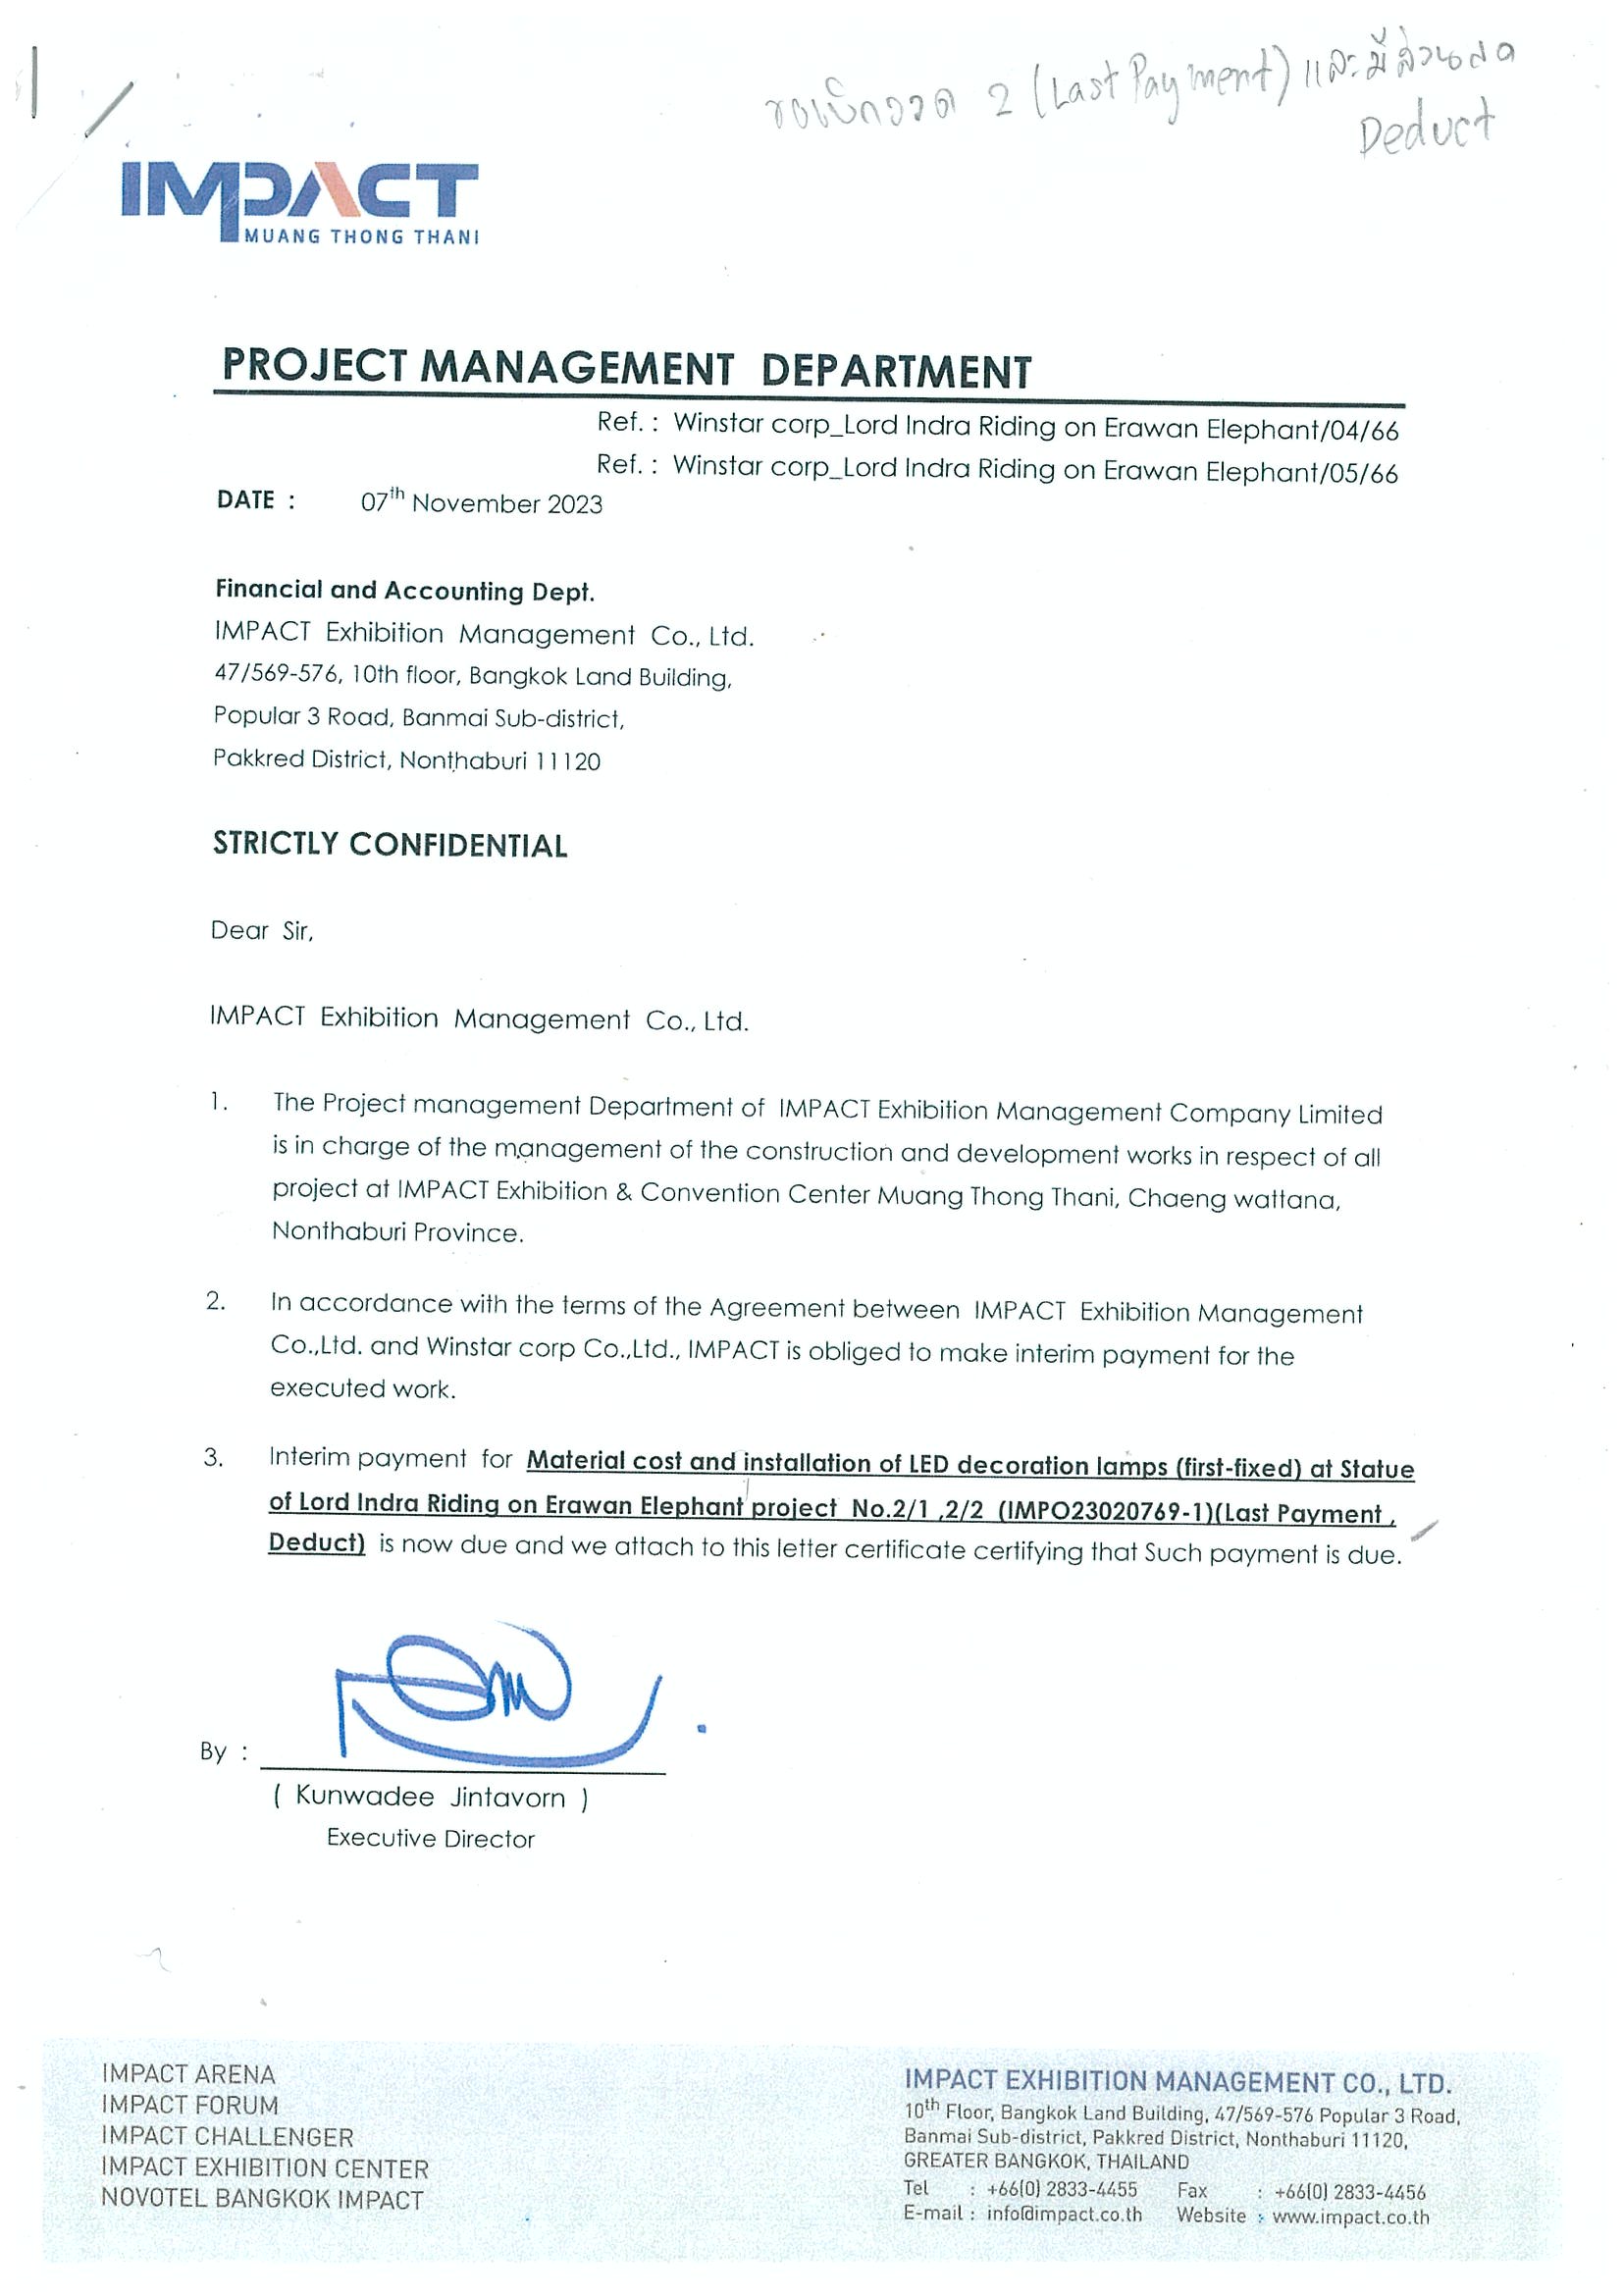 ขอเบิกงวด 2 (Last Payment) และมีส่วนลด
Deduct
IMPACT
MUANG THONG THANI
PROJECT MANAGEMENT DEPARTMENT
Ref. : Winstar corp_Lord Indra Riding on Erawan Elephant/04/66
Ref. : Winstar corp_Lord Indra Riding on Erawan Elephant/05/66
DATE : 07th November 2023
Financial and Accounting Dept.
IMPACT Exhibition Management Co., Ltd.
47/569-576, 10th floor, Bangkok Land Building,
Popular 3 Road, Banmai Sub-district,
Pakkred District, Nonthaburi 11120
STRICTLY CONFIDENTIAL
Dear Sir,
IMPACT Exhibition Management Co., Ltd.
1. The Project management Department of IMPACT Exhibition Management Company Limited
is in charge of the management of the construction and development works in respect of all
project at IMPACT Exhibition & Convention Center Muang Thong Thani, Chaeng wattana,
Nonthaburi Province.
2. In accordance with the terms of the Agreement between IMPACT Exhibition Management
Co.,Ltd. and Winstar corp Co.,Ltd., IMPACT is obliged to make interim payment for the
executed work.
3. Interim payment for Material cost and installation of LED decoration lamps (first-fixed) at Statue
of Lord Indra Riding on Erawan Elephant project No.2/1 ,2/2 (IMPO23020769-1)(Last Payment ,
Deduct) is now due and we attach to this letter certificate certifying that Such payment is due.
By :
( Kunwadee Jintavorn )
Executive Director
IMPACT ARENA
IMPACT FORUM
IMPACT CHALLENGER
IMPACT EXHIBITION CENTER
NOVOTEL BANGKOK IMPACT
IMPACT EXHIBITION MANAGEMENT CO., LTD.
10th Floor, Bangkok Land Building, 47/569-576 Popular 3 Road,
Banmai Sub-district, Pakkred District, Nonthaburi 11120,
GREATER BANGKOK, THAILAND
Tel : +66(0) 2833-4455 Fax : +66(0) 2833-4456
E-mail : info@impact.co.th Website : www.impact.co.th